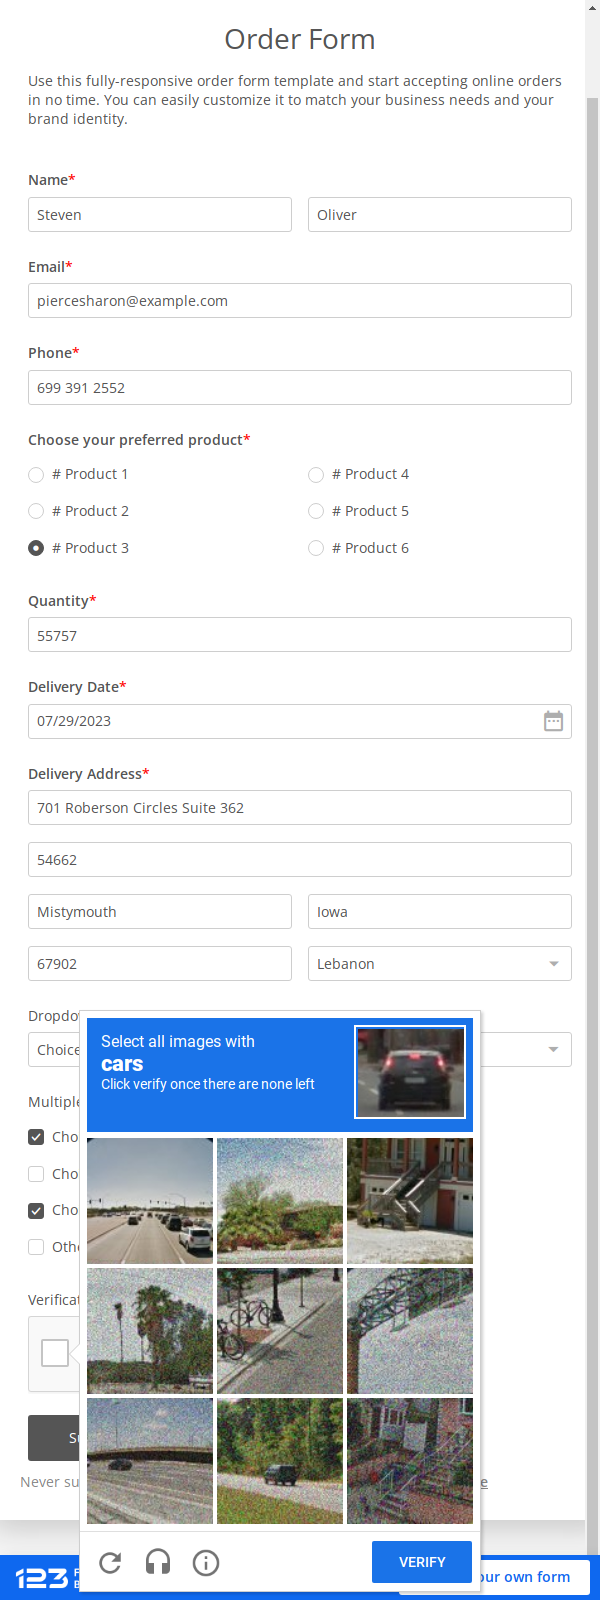 Order Form
Use this fully-responsive order form template and start accepting online orders
in no time. You can easily customize it to match your business needs and your
brand identity.
Name*
Steven Oliver
Email*
piercesharon@example.com
Phone*
699 391 2552
Choose your preferred product*
# Product 1 # Product 4
# Product 2 # Product 5
# Product 3 # Product 6
Quantity*
55757
Delivery Date*
07/29/2023
Delivery Address*
701 Roberson Circles Suite 362
54662
Mistymouth Iowa
67902 Lebanon
Dropdo
Choice
Select all images with
cars
Click verify once there are none left
Multiple
Cho
Cho
Cho
Oth
Verificat
Never su
VERIFY
123
our own form